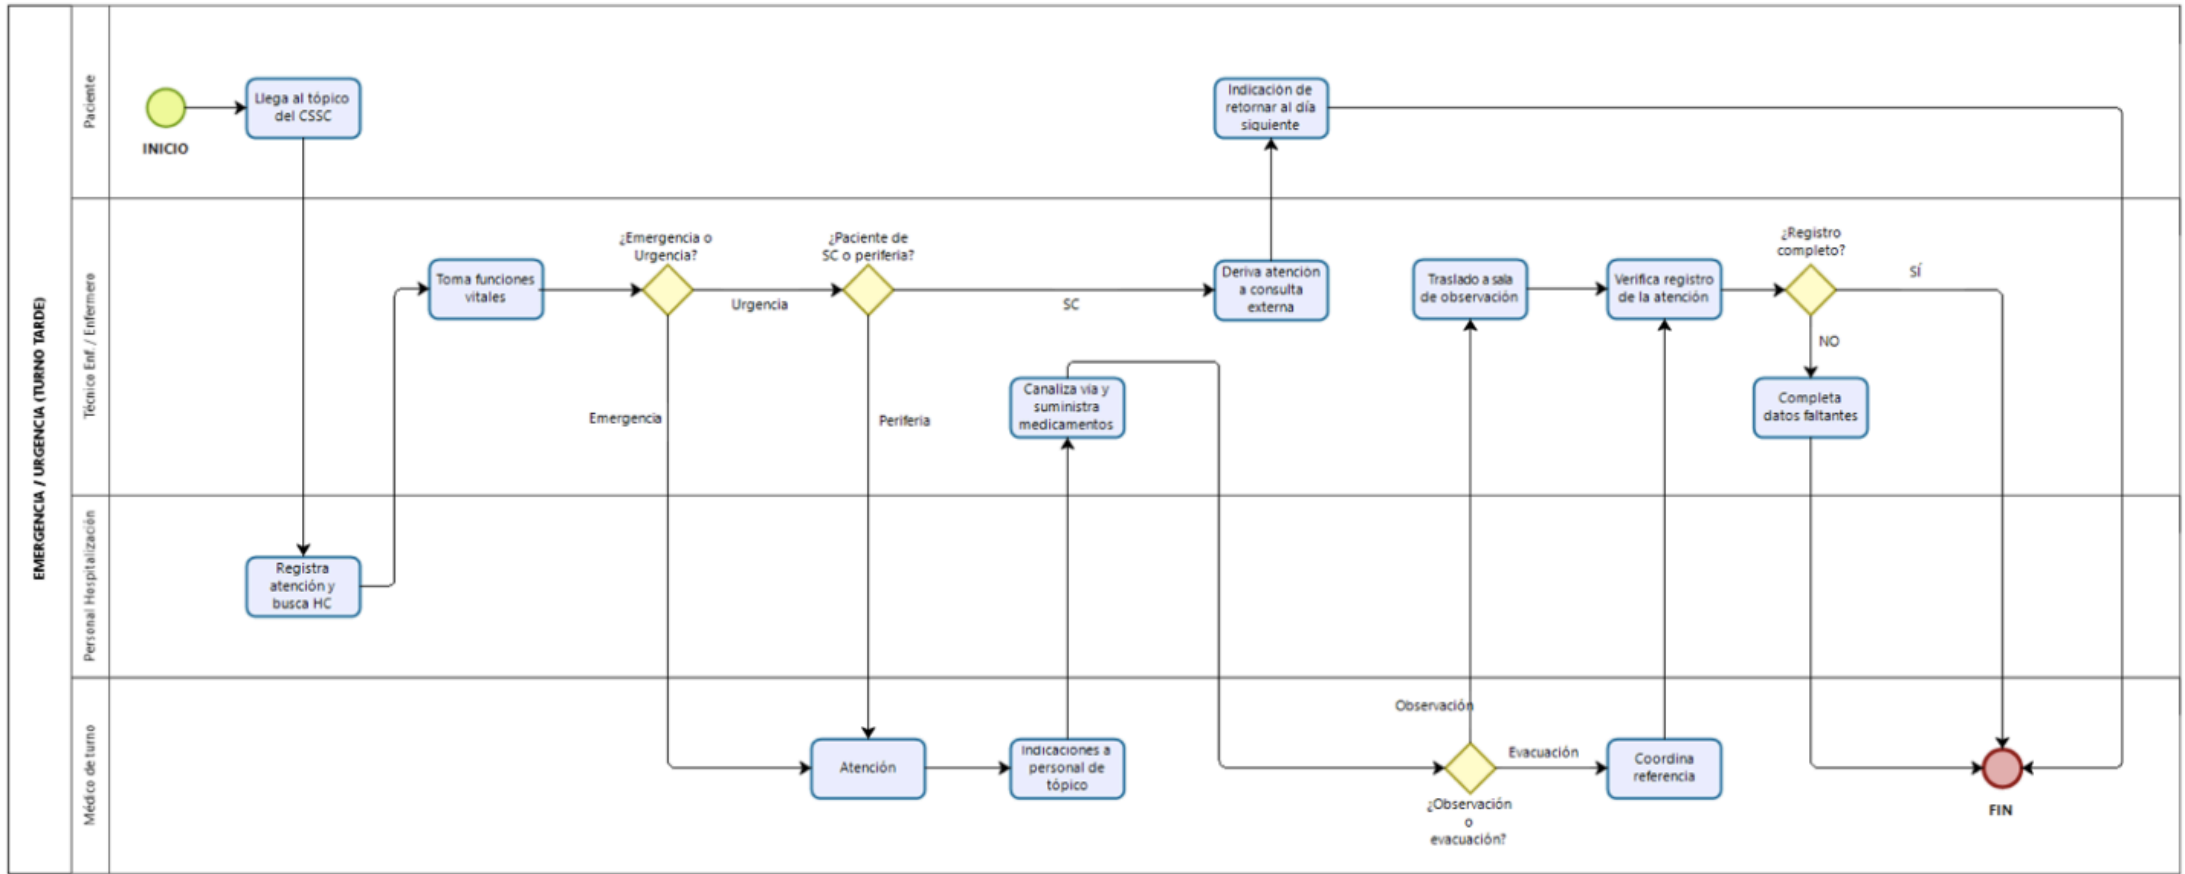 EMERGENCIA / URGENCIA (TURNO TARDE)
Paciente
INICIO
Llega al tópico
del CSSC
Indicación de
retornar al día
siguiente
Técnico Enf. / Enfermero
Toma funciones
vitales
¿Emergencia o
Urgencia?
Urgencia
Emergencia
¿Paciente de
SC o periferia?
SC
Periferia
Deriva atención
a consulta
externa
Canaliza vía y
suministra
medicamentos
Traslado a sala
de observación
Verifica registro
de la atención
¿Registro
completo?
SÍ
NO
Completa
datos faltantes
Personal Hospitalización
Registra
atención y
busca HC
Médico de turno
Atención
Indicaciones a
personal de
tópico
Observación
Evacuación
¿Observación
o
evacuación?
Coordina
referencia
FIN